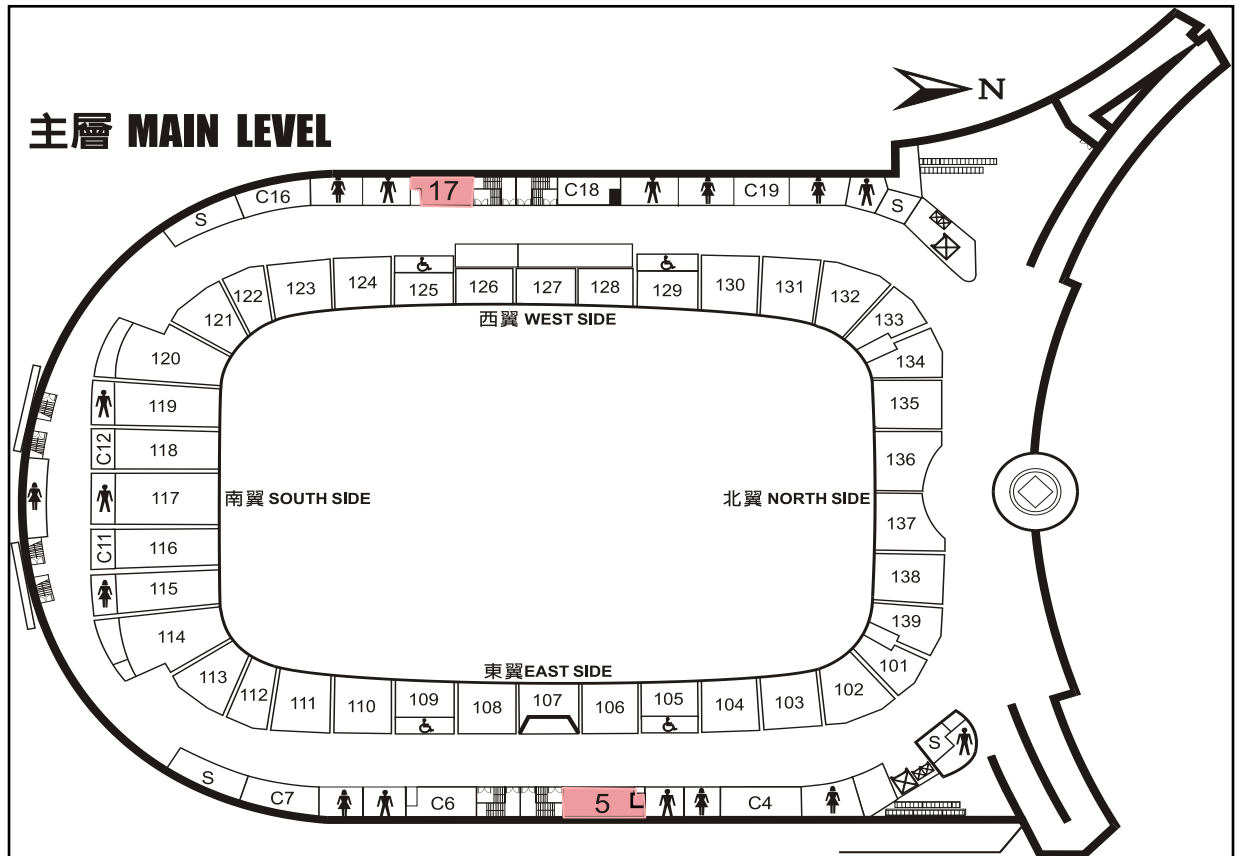 主層 MAIN LEVEL
N
S
C16
17
C18
C19
S
122
123
124
125
126
127
128
129
130
131
132
121
133
120
134
西翼 WEST SIDE
119
135
C12
118
136
117
南翼 SOUTH SIDE
北翼 NORTH SIDE
C11
116
137
115
138
114
139
東翼EAST SIDE
113
112
111
110
109
108
107
106
105
104
103
102
101
S
C7
C6
5
C4
S